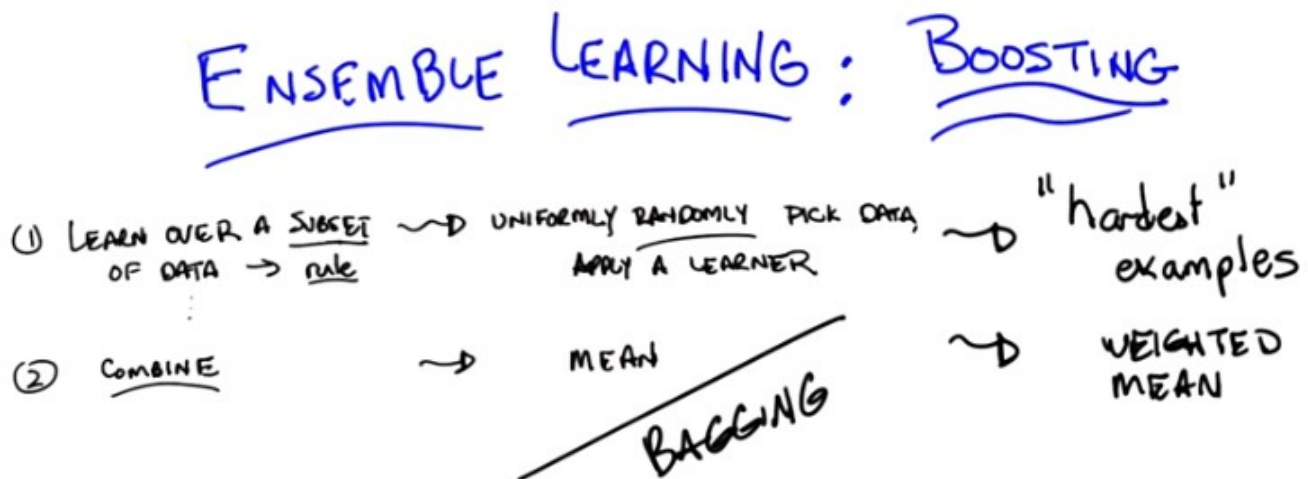 ENSEMBLE LEARNING: BOOSTING
① LEARN OVER A SUBSET ⇝ UNIFORMLY RANDOMLY PICK DATA, ⇝ "hardest"
OF DATA → rule APPLY A LEARNER examples
⋮
② COMBINE ⇝ MEAN ⇝ WEIGHTED
MEAN
BAGGING